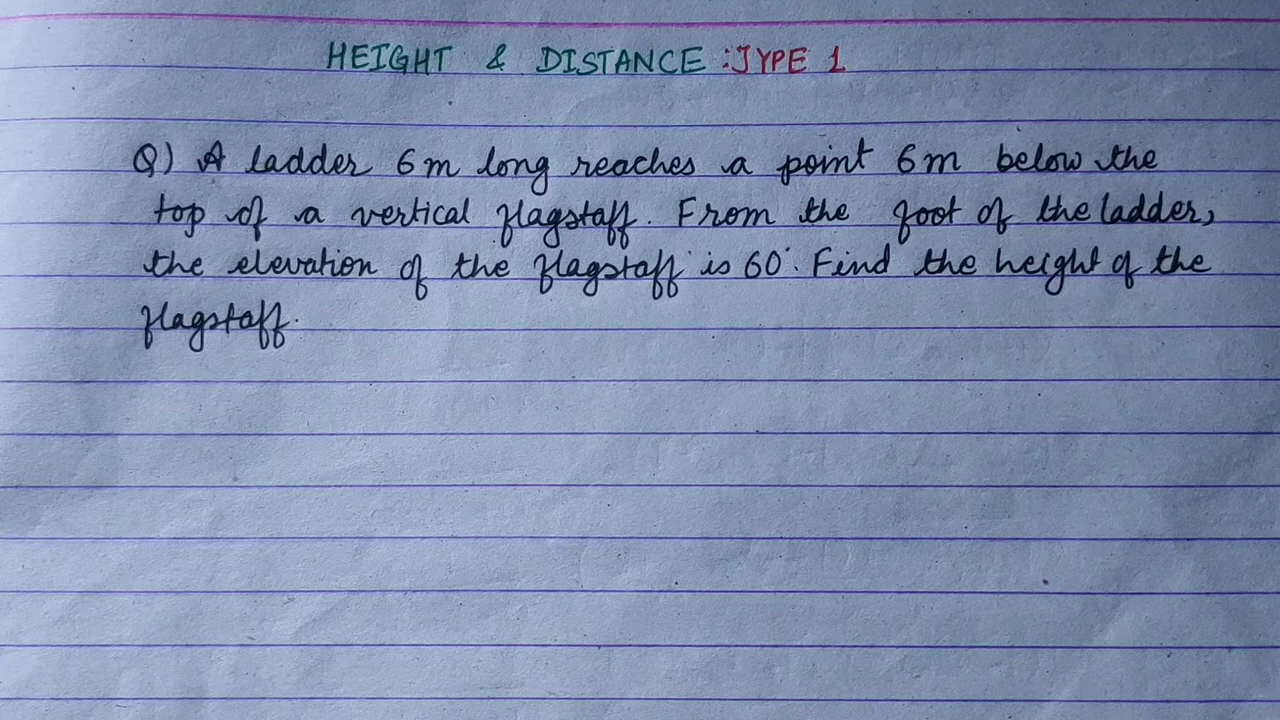 HEIGHT & DISTANCE :TYPE 1
Q) A ladder 6m long reaches a point 6m below the
top of a vertical flagstaff. From the foot of the ladder,
the elevation of the flagstaff is 60°. Find the height of the
flagstaff.